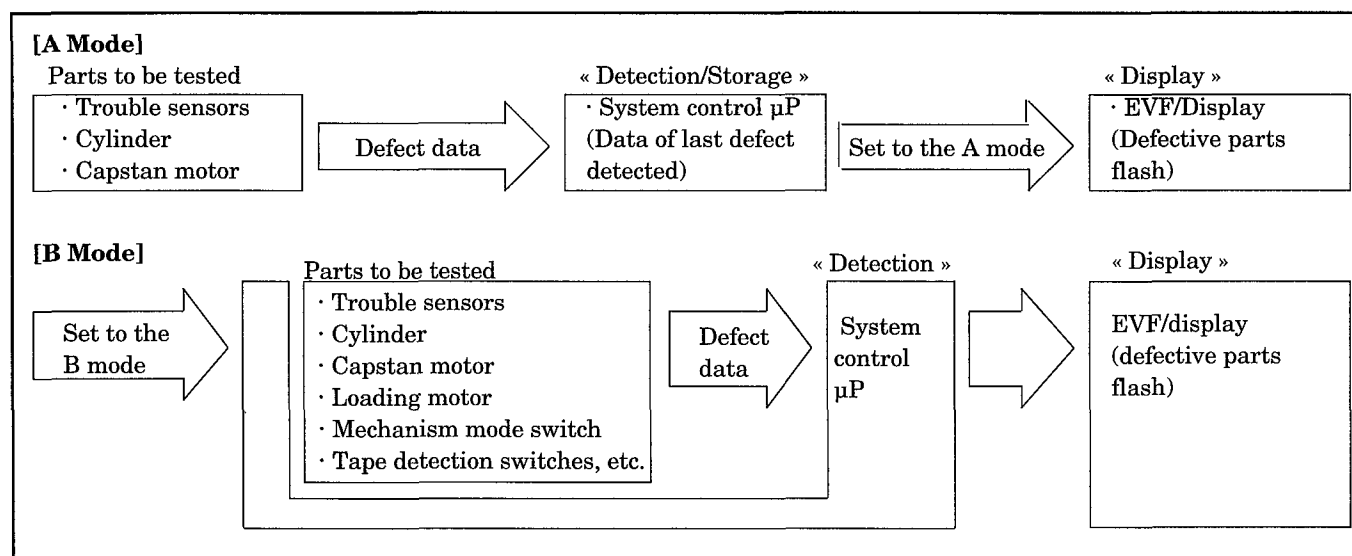 [A Mode]
Parts to be tested
· Trouble sensors
· Cylinder
· Capstan motor
Defect data
« Detection/Storage »
· System control µP
(Data of last defect
detected)
Set to the A mode
« Display »
· EVF/Display
(Defective parts
flash)
[B Mode]
Set to the
B mode
Parts to be tested
· Trouble sensors
· Cylinder
· Capstan motor
· Loading motor
· Mechanism mode switch
· Tape detection switches, etc.
Defect
data
« Detection »
System
control
µP
« Display »
EVF/display
(defective parts
flash)